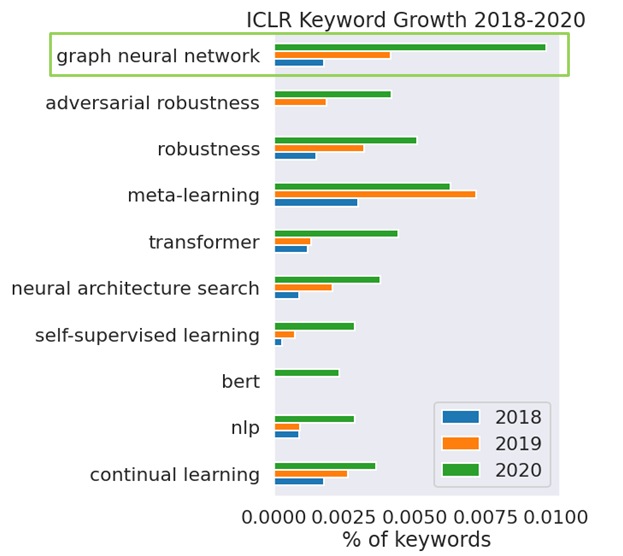 ICLR Keyword Growth 2018-2020
graph neural network
adversarial robustness
robustness
meta-learning
transformer
neural architecture search
self-supervised learning
bert
nlp
continual learning
2018
2019
2020
0.0000 0.0025 0.0050 0.0075 0.0100
% of keywords